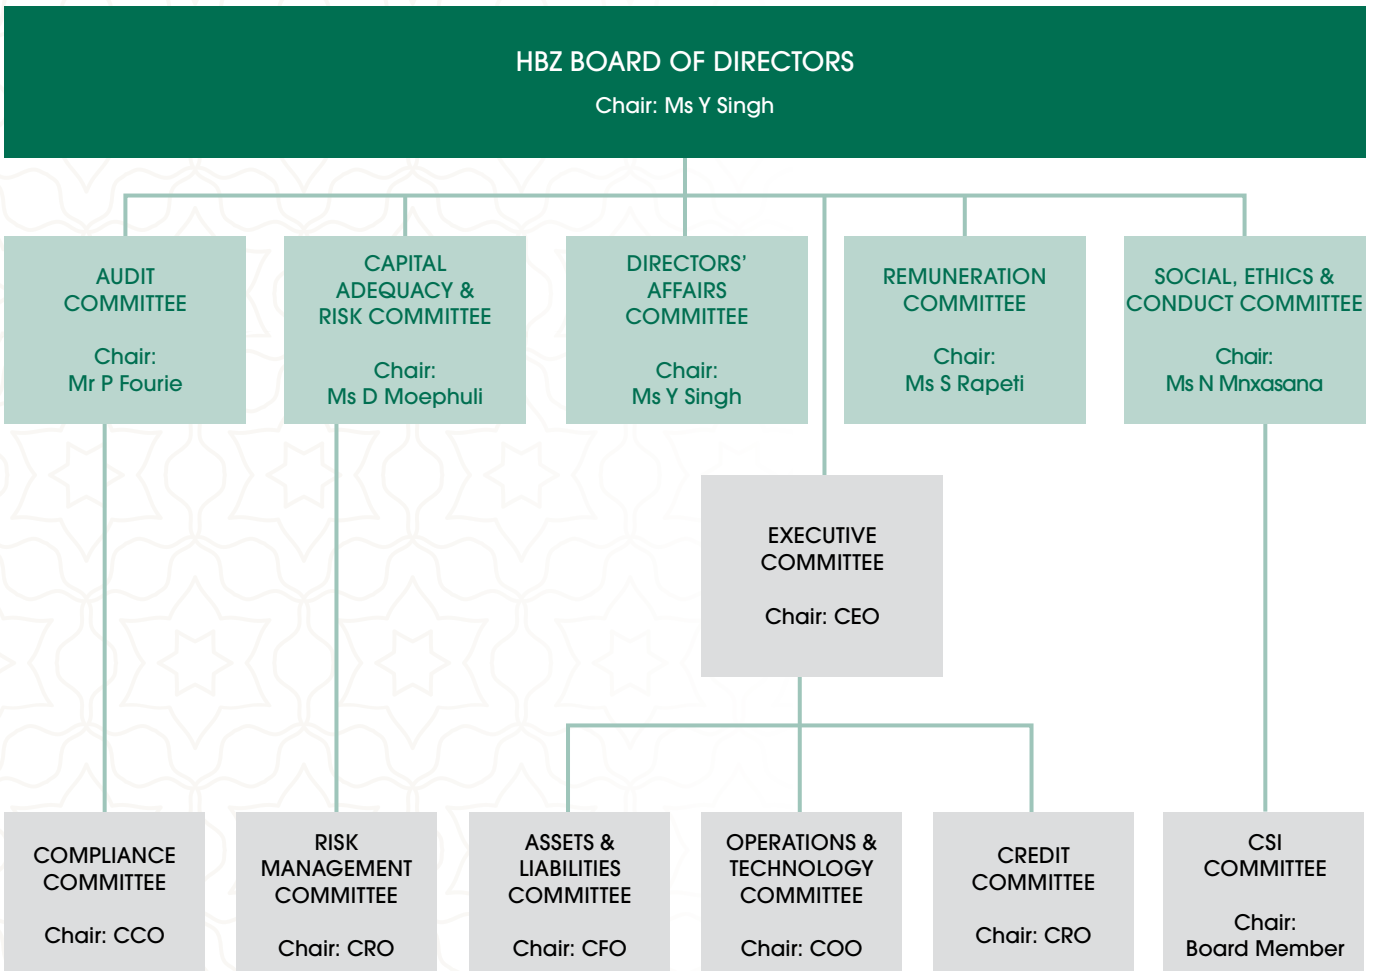 HBZ BOARD OF DIRECTORS
Chair: Ms Y Singh
AUDIT
COMMITTEE
Chair:
Mr P Fourie
CAPITAL
ADEQUACY &
RISK COMMITTEE
Chair:
Ms D Moephuli
DIRECTORS’
AFFAIRS
COMMITTEE
Chair:
Ms Y Singh
REMUNERATION
COMMITTEE
Chair:
Ms S Rapeti
SOCIAL, ETHICS &
CONDUCT COMMITTEE
Chair:
Ms N Mnxasana
EXECUTIVE
COMMITTEE
Chair: CEO
COMPLIANCE
COMMITTEE
Chair: CCO
RISK
MANAGEMENT
COMMITTEE
Chair: CRO
ASSETS &
LIABILITIES
COMMITTEE
Chair: CFO
OPERATIONS &
TECHNOLOGY
COMMITTEE
Chair: COO
CREDIT
COMMITTEE
Chair: CRO
CSI
COMMITTEE
Chair:
Board Member